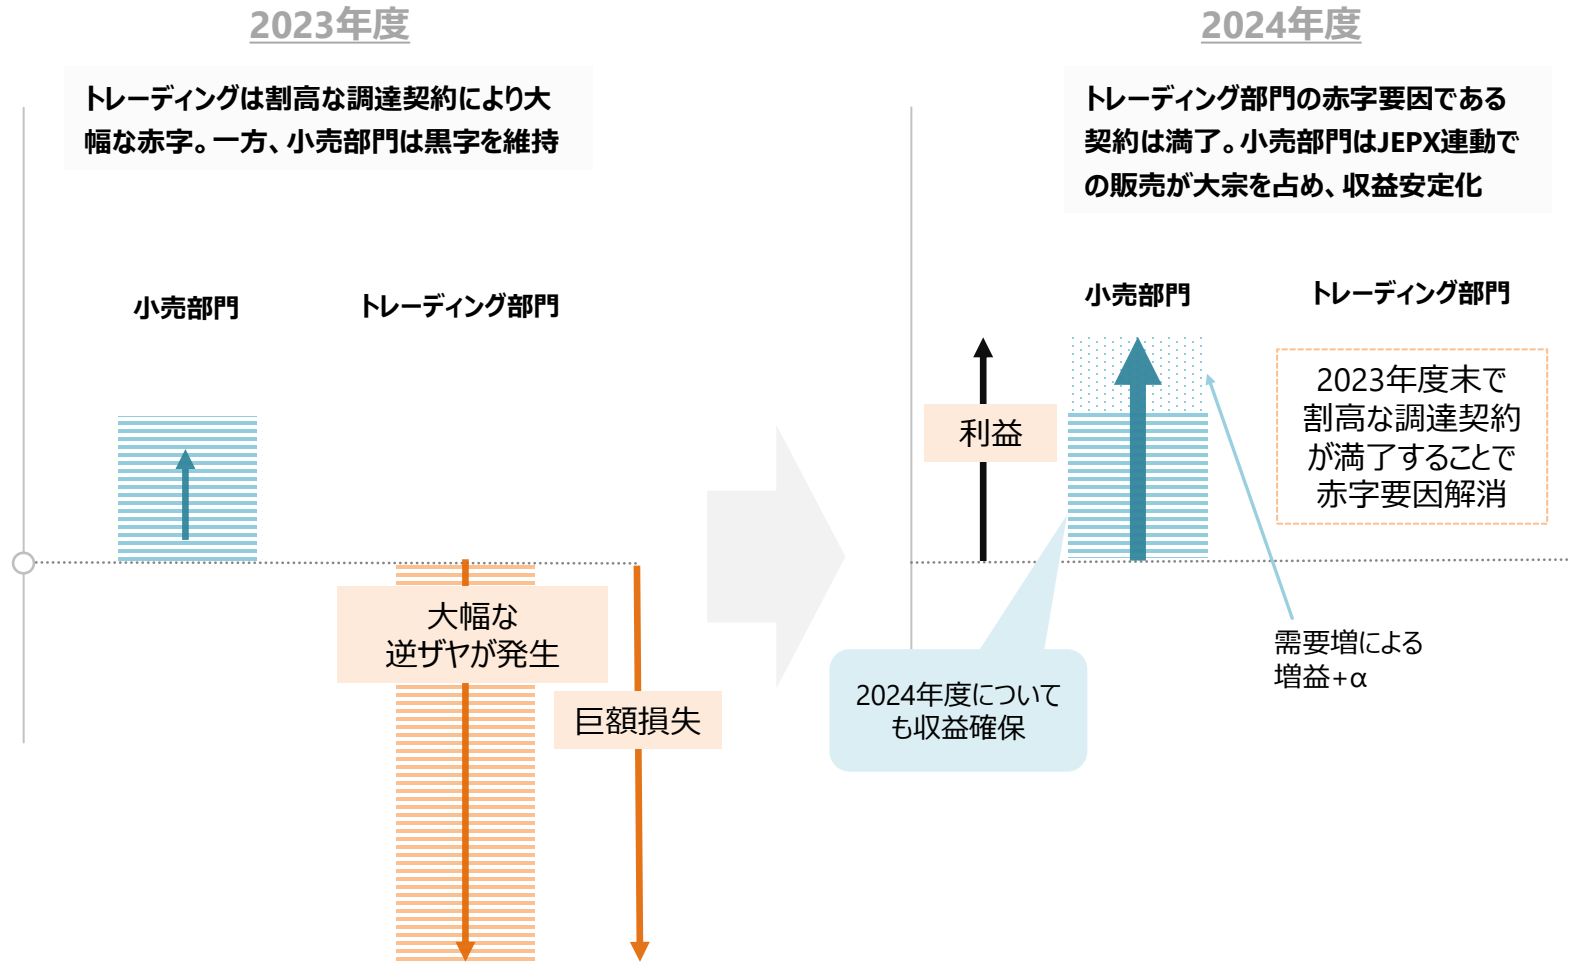 2023年度
トレーディングは割高な調達契約により大
幅な赤字。一方、小売部門は黒字を維持
小売部門
トレーディング部門
大幅な
逆ザヤが発生
巨額損失
2024年度
トレーディング部門の赤字要因である
契約は満了。小売部門はJEPX連動で
の販売が大宗を占め、収益安定化
小売部門
トレーディング部門
利益
2023年度末で
割高な調達契約
が満了することで
赤字要因解消
2024年度について
も収益確保
需要増による
増益+α